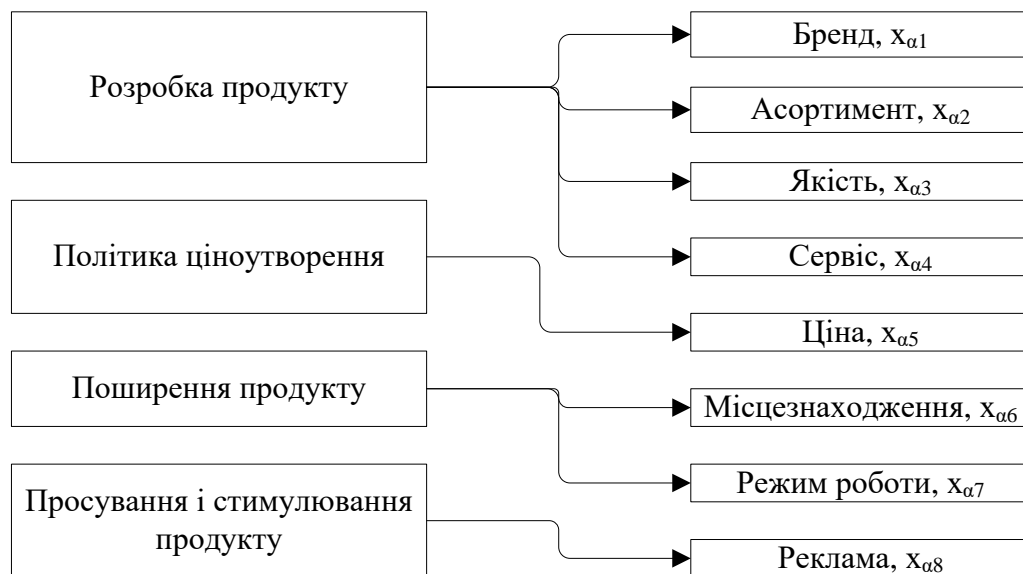 Розробка продукту
Політика ціноутворення
Поширення продукту
Просування і стимулювання
продукту
Бренд, xα1
Асортимент, xα2
Якість, xα3
Сервіс, xα4
Ціна, xα5
Місцезнаходження, xα6
Режим роботи, xα7
Реклама, xα8